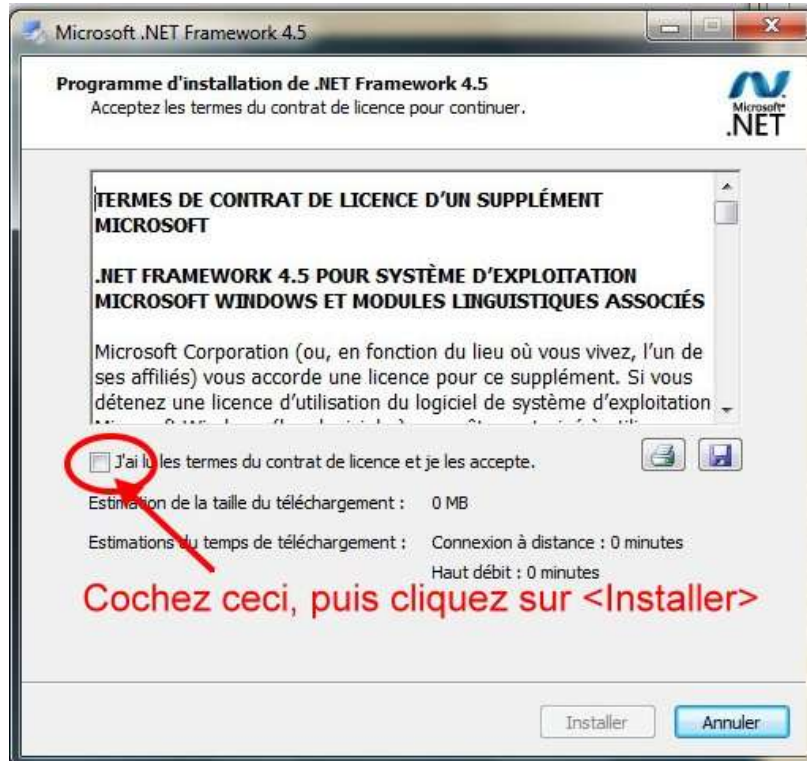 Microsoft .NET Framework 4.5
Programme d'installation de .NET Framework 4.5
Acceptez les termes du contrat de licence pour continuer.
Microsoft
.NET
TERMES DE CONTRAT DE LICENCE D'UN SUPPLÉMENT
MICROSOFT
.NET FRAMEWORK 4.5 POUR SYSTÈME D'EXPLOITATION
MICROSOFT WINDOWS ET MODULES LINGUISTIQUES ASSOCIÉS
Microsoft Corporation (ou, en fonction du lieu où vous vivez, l'un de
ses affiliés) vous accorde une licence pour ce supplément. Si vous
détenez une licence d'utilisation du logiciel de système d'exploitation
J'ai lu les termes du contrat de licence et je les accepte.
Estimation de la taille du téléchargement : 0 MB
Estimations du temps de téléchargement : Connexion à distance : 0 minutes
Haut débit : 0 minutes
Cochez ceci, puis cliquez sur <Installer>
Installer Annuler